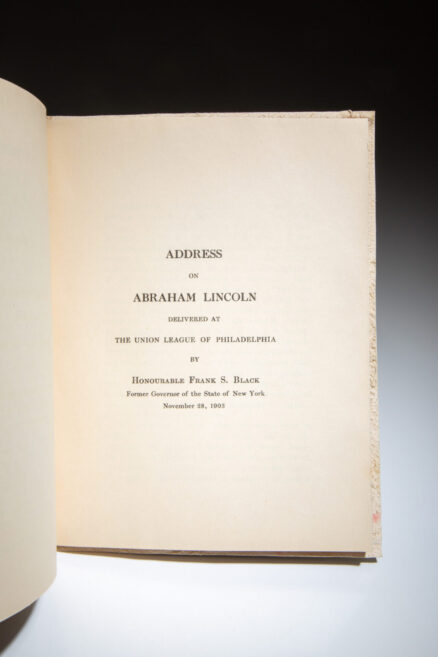 ADDRESS
ON
ABRAHAM LINCOLN
DELIVERED AT
THE UNION LEAGUE OF PHILADELPHIA
BY
HONOURABLE FRANK S. BLACK
Former Governor of the State of New York
November 28, 1903